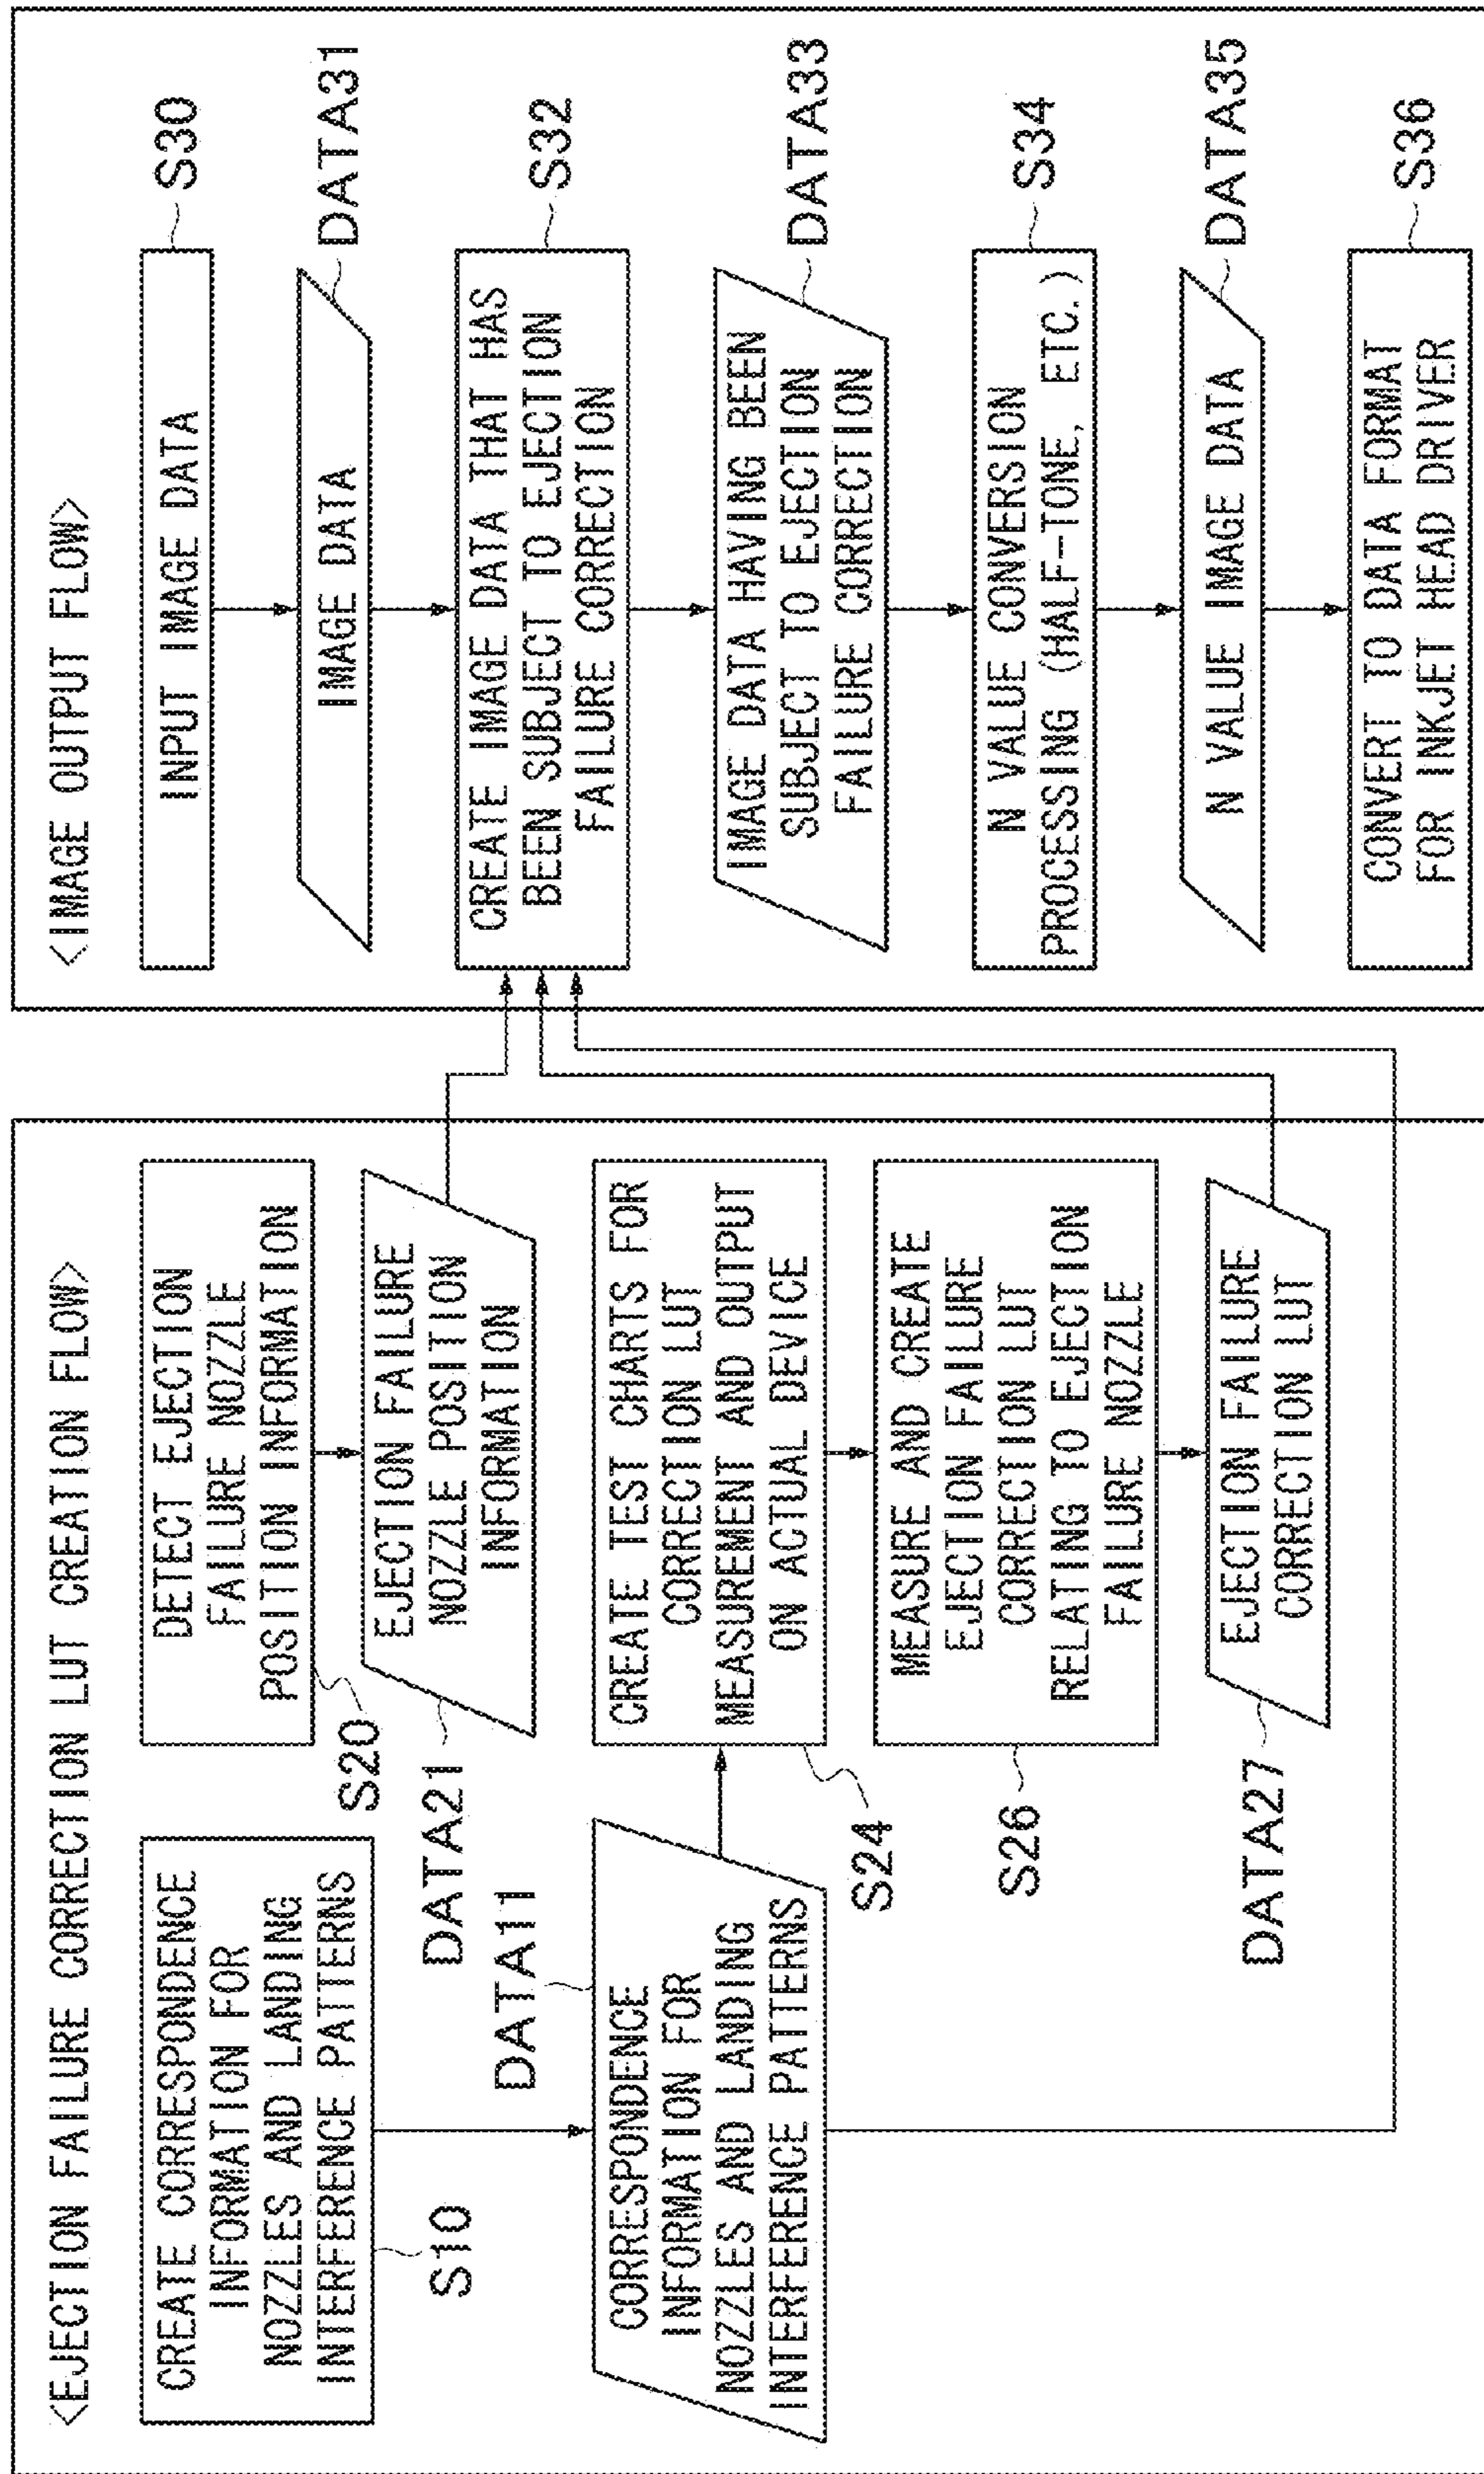 <EJECTION FAILURE CORRECTION LUT CREATION FLOW>
CREATE CORRESPONDENCE
INFORMATION FOR
NOZZLES AND LANDING
INTERFERENCE PATTERNS
S10
DATA11
CORRESPONDENCE
INFORMATION FOR
NOZZLES AND LANDING
INTERFERENCE PATTERNS
DETECT EJECTION
FAILURE NOZZLE
POSITION INFORMATION
S20
DATA21
EJECTION FAILURE
NOZZLE POSITION
INFORMATION
CREATE TEST CHARTS FOR
CORRECTION LUT
MEASUREMENT AND OUTPUT
ON ACTUAL DEVICE
S24
MEASURE AND CREATE
EJECTION FAILURE
CORRECTION LUT
RELATING TO EJECTION
FAILURE NOZZLE
S26
DATA27
EJECTION FAILURE
CORRECTION LUT
<IMAGE OUTPUT FLOW>
INPUT IMAGE DATA
S30
IMAGE DATA
DATA31
CREATE IMAGE DATA THAT HAS
BEEN SUBJECT TO EJECTION
FAILURE CORRECTION
S32
IMAGE DATA HAVING BEEN
SUBJECT TO EJECTION
FAILURE CORRECTION
DATA33
N VALUE CONVERSION
PROCESSING (HALF-TONE, ETC.)
S34
N VALUE IMAGE DATA
DATA35
CONVERT TO DATA FORMAT
FOR INKJET HEAD DRIVER
S36